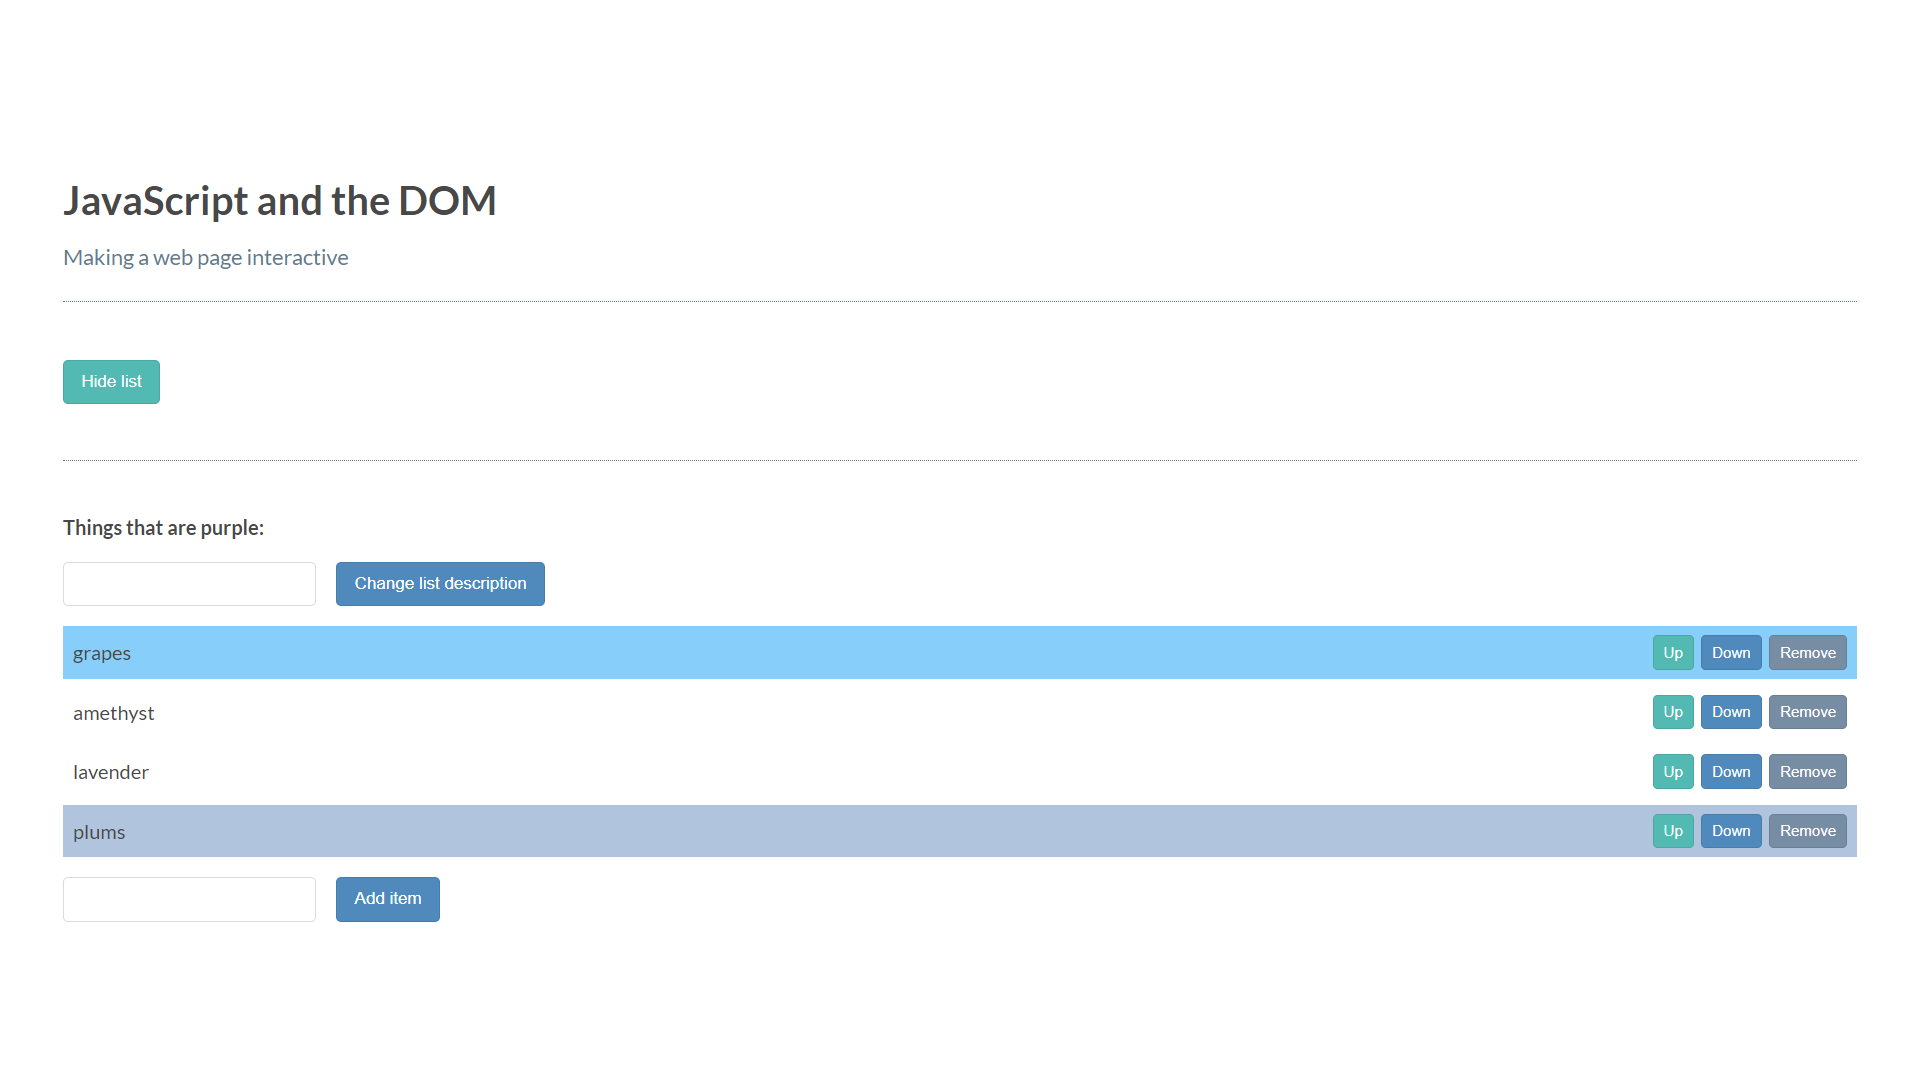 JavaScript and the DOM
Making a web page interactive
Hide list
Things that are purple:
Change list description
grapes Up Down Remove
amethyst Up Down Remove
lavender Up Down Remove
plums Up Down Remove
Add item